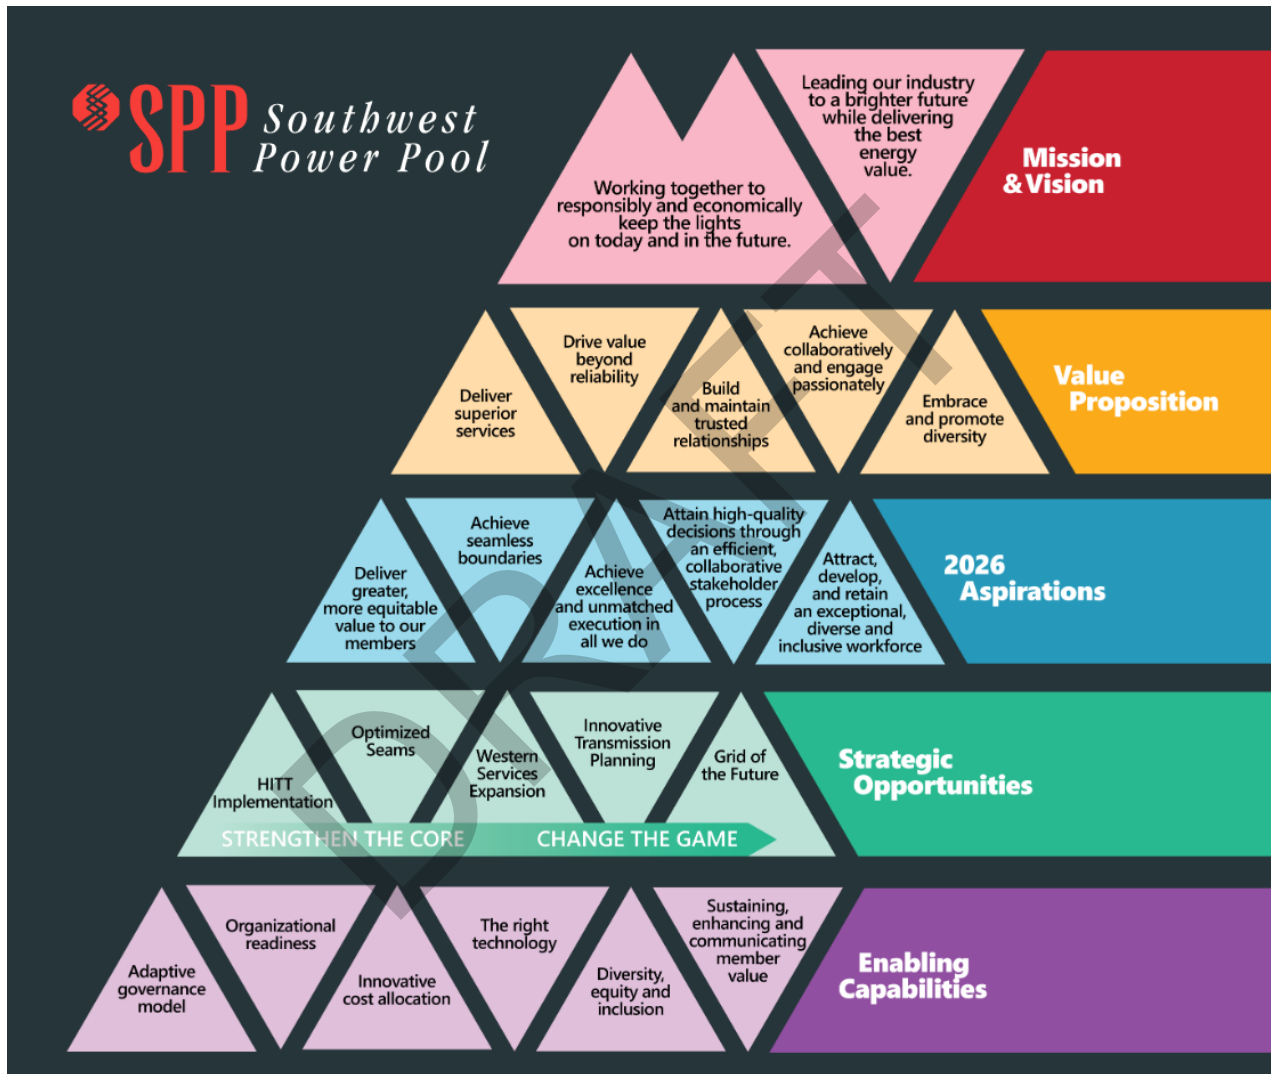 SPP Southwest
Power Pool
Working together to
responsibly and economically
keep the lights
on today and in the future.
Leading our industry
to a brighter future
while delivering
the best
energy
value.
Mission
& Vision
Deliver
superior
services
Drive value
beyond
reliability
Build
and maintain
trusted
relationships
Achieve
collaboratively
and engage
passionately
Embrace
and promote
diversity
Value
Proposition
Deliver
greater,
more equitable
value to our
members
Achieve
seamless
boundaries
Achieve
excellence
and unmatched
execution in
all we do
Attain high-quality
decisions through
an efficient,
collaborative
stakeholder
process
Attract,
develop,
and retain
an exceptional,
diverse and
inclusive workforce
2026
Aspirations
HITT
Implementation
Optimized
Seams
Western
Services
Expansion
Innovative
Transmission
Planning
Grid of
the Future
STRENGTHEN THE CORE
CHANGE THE GAME
Strategic
Opportunities
Adaptive
governance
model
Organizational
readiness
Innovative
cost allocation
The right
technology
Diversity,
equity and
inclusion
Sustaining,
enhancing and
communicating
member
value
Enabling
Capabilities
DRAFT